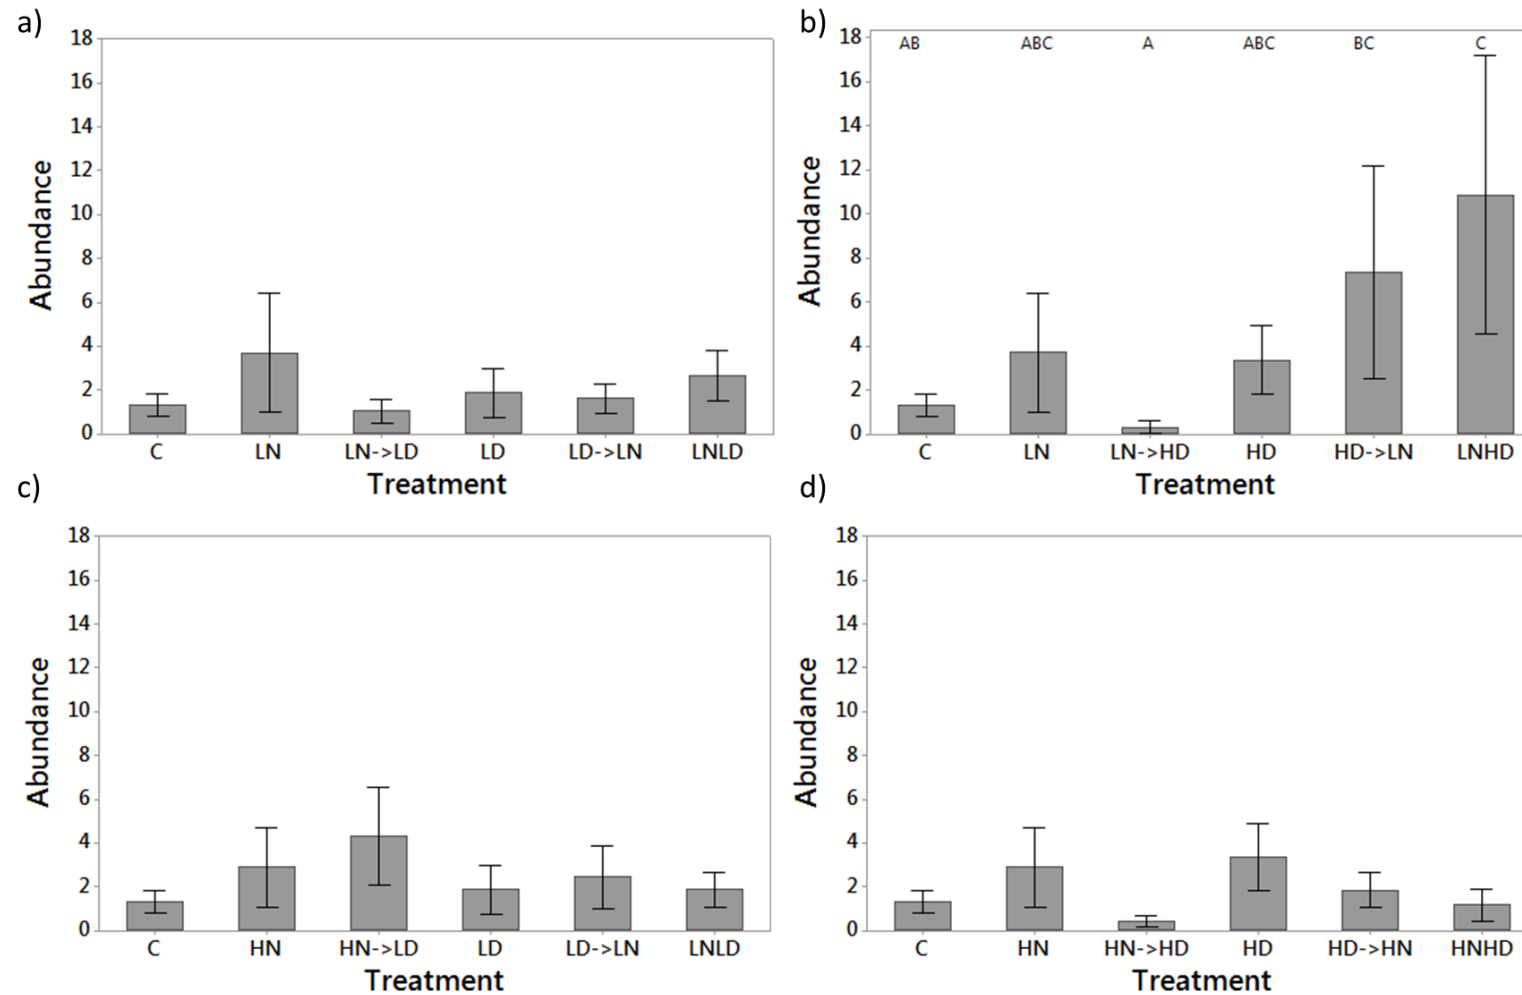 a)
18
16
14
12
10
8
6
4
2
0
Abundance
C LN LN->LD LD LD->LN LNLD
Treatment
b)
AB ABC A ABC BC C
18
16
14
12
10
8
6
4
2
0
Abundance
C LN LN->HD HD HD->LN LNHD
Treatment
c)
18
16
14
12
10
8
6
4
2
0
Abundance
C HN HN->LD LD LD->LN LNLD
Treatment
d)
18
16
14
12
10
8
6
4
2
0
Abundance
C HN HN->HD HD HD->HN HNHD
Treatment